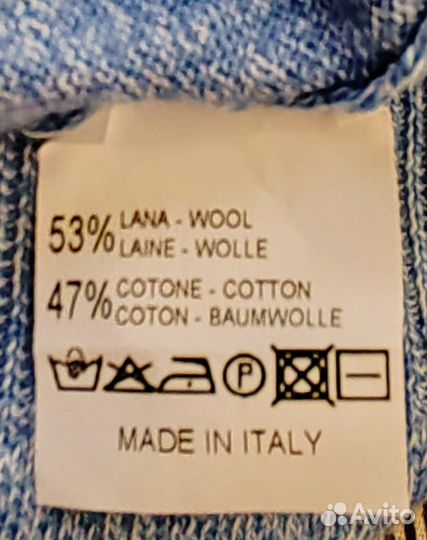 53% LANA - WOOL
LAINE - WOLLE
47% COTONE - COTTON
COTON - BAUMWOLLE
P
MADE IN ITALY
Avito